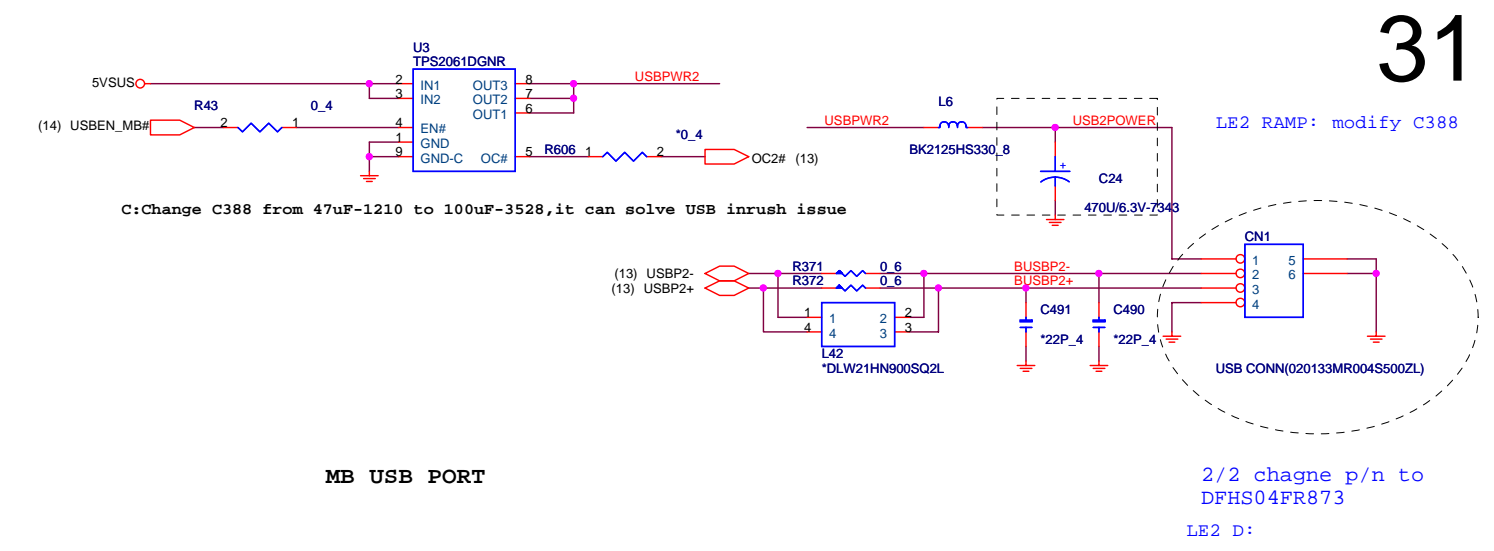 31
U3
TPS2061DGNR
5VSUS
2 IN1 OUT3 8 USBPWR2
3 IN2 OUT2 7
OUT1 6
R43 0_4
(14) USBEN_MB# 2 1 4 EN#
1 GND
9 GND-C OC# 5 R606 1 2 OC2# (13)
*0_4
L6
USBPWR2 USB2POWER
BK2125HS330_8
+
C24
470U/6.3V-7343
LE2 RAMP: modify C388
C:Change C388 from 47uF-1210 to 100uF-3528,it can solve USB inrush issue
CN1
(13) USBP2- R371 0_6 BUSBP2-
(13) USBP2+ R372 0_6 BUSBP2+
1 5
2 6
3
4
1 1 2 2
4 4 3 3
L42
*DLW21HN900SQ2L
C491 C490
*22P_4 *22P_4
USB CONN(020133MR004S500ZL)
MB USB PORT
2/2 chagne p/n to
DFHS04FR873
LE2 D: